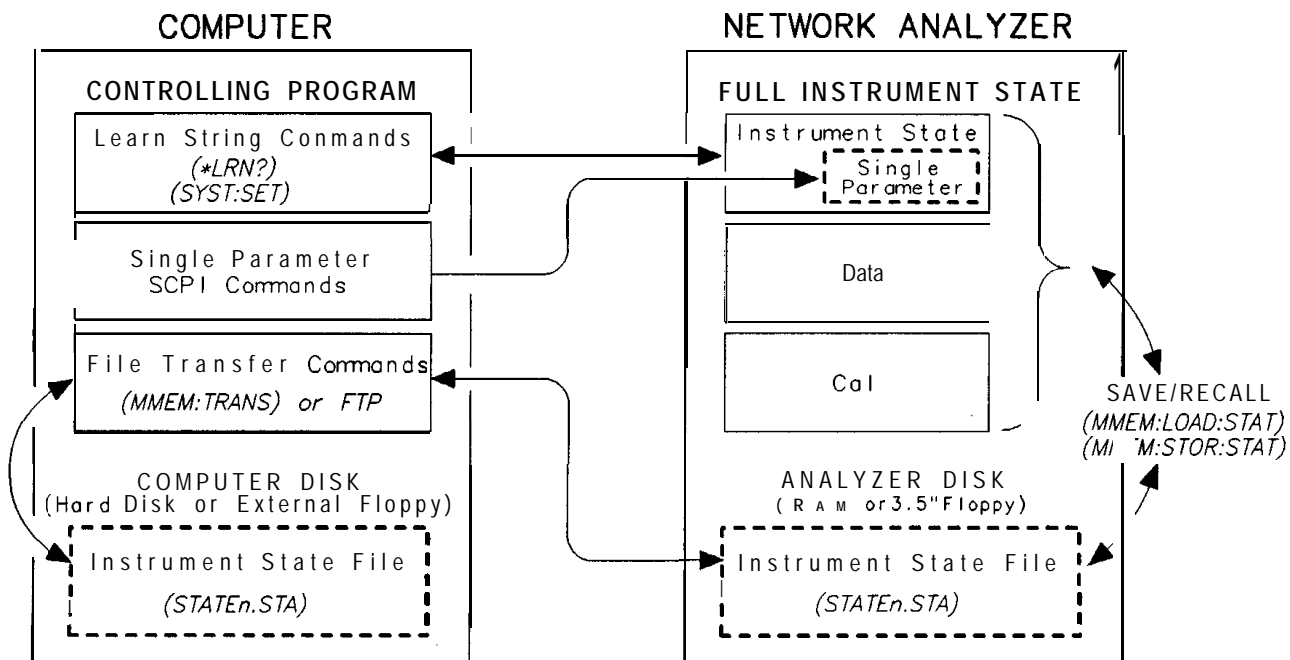 COMPUTER
CONTROLLING PROGRAM
Learn String Conmands
(*LRN?)
(SYST:SET)
Single Parameter
SCPI Commands
File Transfer Commands
(MMEM:TRANS) or FTP
COMPUTER DISK
(Hard Disk or External Floppy)
Instrument State File
(STATEn.STA)
NETWORK ANALYZER
FULL INSTRUMENT STATE
Instrument State
Single
Parameter
Data
Cal
ANALYZER DISK
(RAM or 3.5" Floppy)
Instrument State File
(STATEn.STA)
SAVE/RECALL
(MMEM:LOAD:STAT)
M:STOR:STAT)